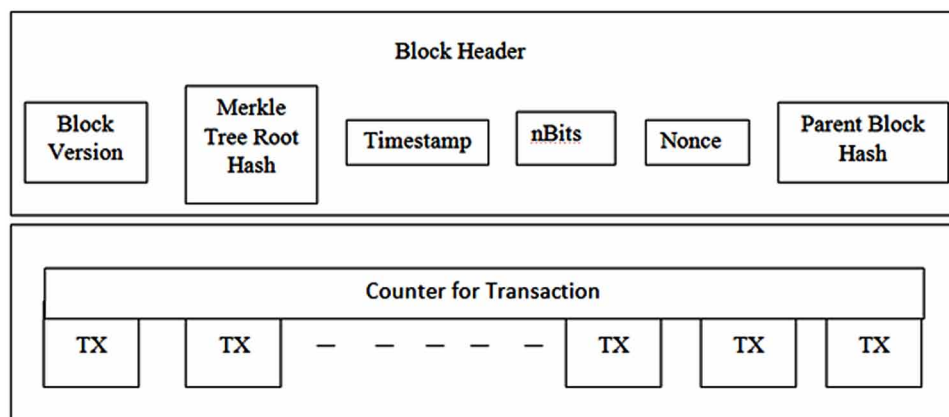 Block Header
Block
Version
Merkle
Tree Root
Hash
Timestamp
nBits
Nonce
Parent Block
Hash
Counter for Transaction
TX
TX
TX
TX
TX